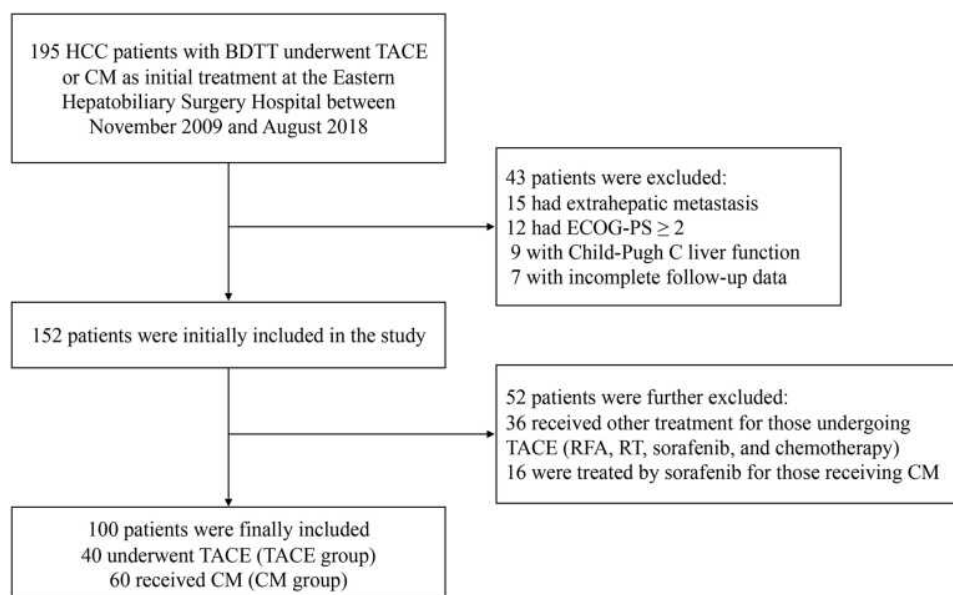 195 HCC patients with BDTT underwent TACE
or CM as initial treatment at the Eastern
Hepatobiliary Surgery Hospital between
November 2009 and August 2018
43 patients were excluded:
15 had extrahepatic metastasis
12 had ECOG-PS ≥ 2
9 with Child-Pugh C liver function
7 with incomplete follow-up data
152 patients were initially included in the study
52 patients were further excluded:
36 received other treatment for those undergoing
TACE (RFA, RT, sorafenib, and chemotherapy)
16 were treated by sorafenib for those receiving CM
100 patients were finally included
40 underwent TACE (TACE group)
60 received CM (CM group)